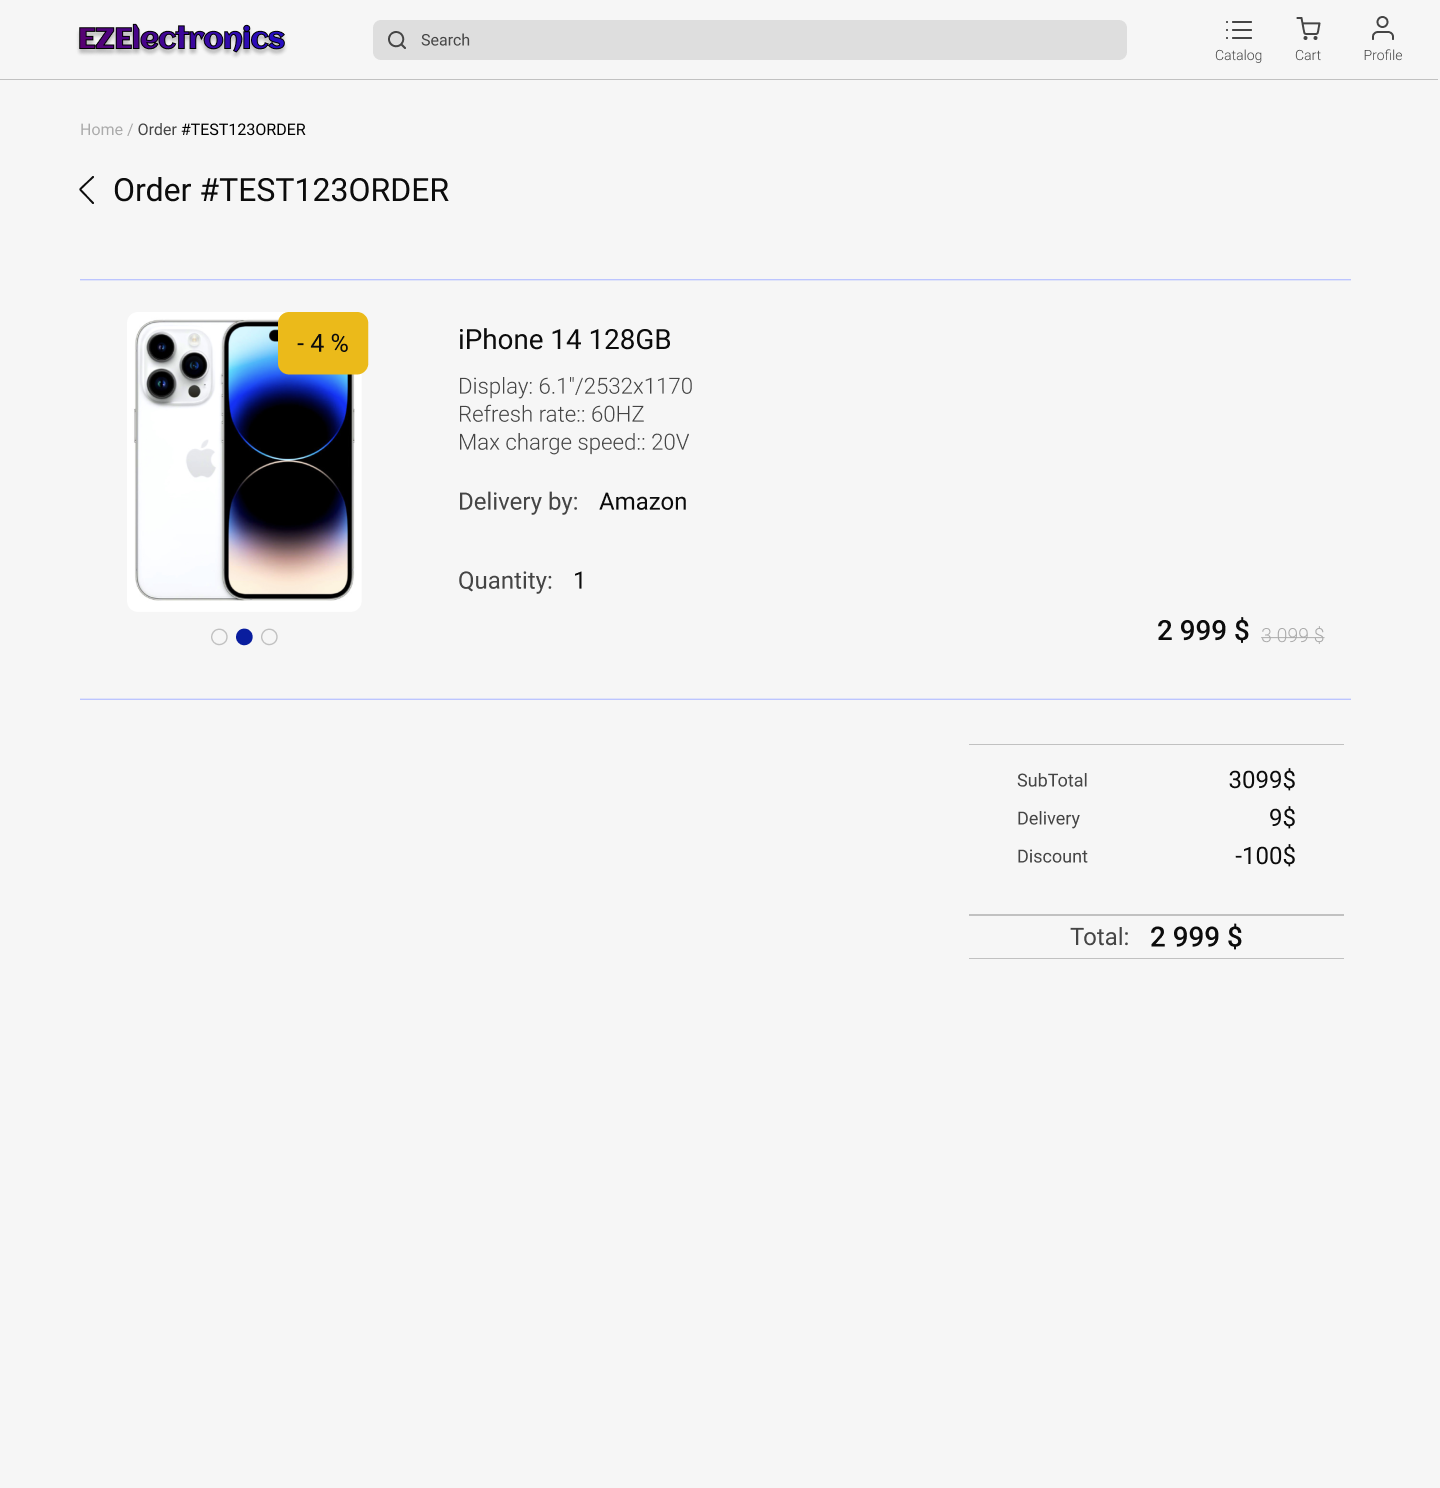 EZElectronics
Search
Catalog
Cart
Profile
Home / Order #TEST123ORDER
Order #TEST123ORDER
- 4 %
iPhone 14 128GB
Display: 6.1"/2532x1170
Refresh rate:: 60HZ
Max charge speed:: 20V
Delivery by: Amazon
Quantity: 1
2 999 $ 3 099 $
SubTotal 3099$
Delivery 9$
Discount -100$
Total: 2 999 $